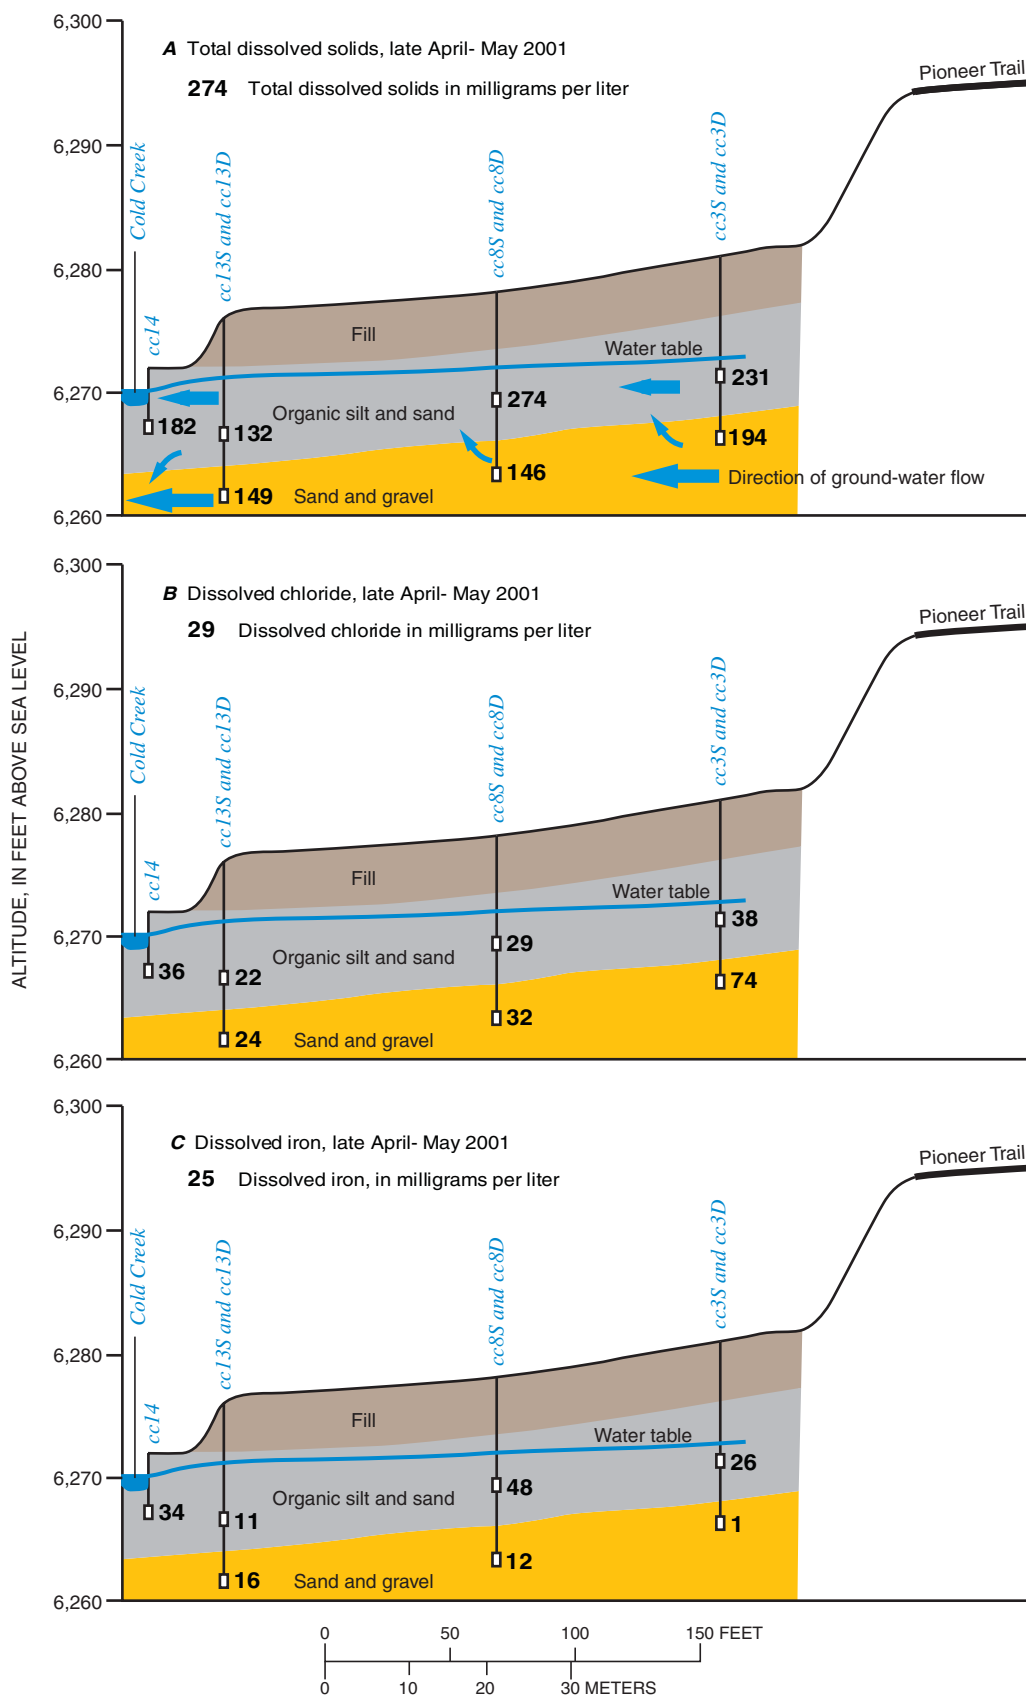 6,300
A Total dissolved solids, late April- May 2001
274 Total dissolved solids in milligrams per liter
Pioneer Trail
6,290
Cold Creek
cc14
cc13S and cc13D
cc8S and cc8D
cc3S and cc3D
6,280
Fill
Water table
6,270
231
274
182
132
Organic silt and sand
194
146
Direction of ground-water flow
149
Sand and gravel
6,260
ALTITUDE, IN FEET ABOVE SEA LEVEL
6,300
B Dissolved chloride, late April- May 2001
29 Dissolved chloride in milligrams per liter
Pioneer Trail
6,290
Cold Creek
cc14
cc13S and cc13D
cc8S and cc8D
cc3S and cc3D
6,280
Fill
Water table
6,270
38
29
36
22
Organic silt and sand
74
32
24
Sand and gravel
6,260
6,300
C Dissolved iron, late April- May 2001
25 Dissolved iron, in milligrams per liter
Pioneer Trail
6,290
Cold Creek
cc14
cc13S and cc13D
cc8S and cc8D
cc3S and cc3D
6,280
Fill
Water table
6,270
26
48
34
11
Organic silt and sand
1
12
16
Sand and gravel
6,260
0 50 100 150 FEET
0 10 20 30 METERS